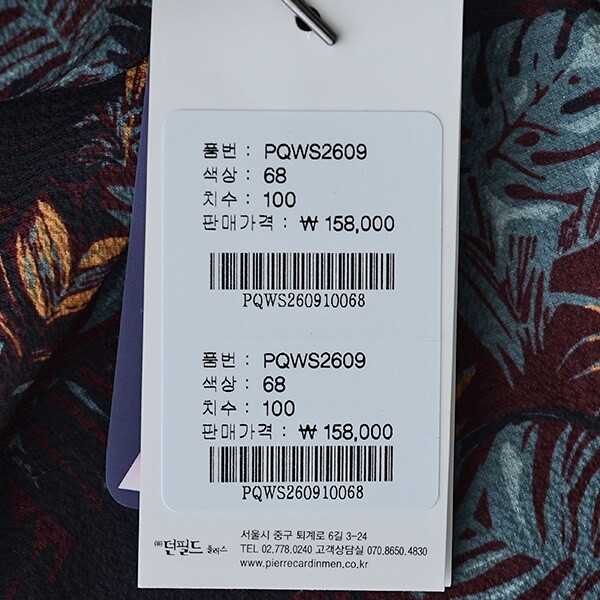 품번 : PQWS2609
색상 : 68
치수 : 100
판매가격 : ₩ 158,000
PQWS260910068
품번 : PQWS2609
색상 : 68
치수 : 100
판매가격 : ₩ 158,000
PQWS260910068
㈜던필드 플러스
서울시 중구 퇴계로 6길 3-24
TEL 02.778.0240 고객상담실 070.8650.4830
www.pierrecardinmen.co.kr